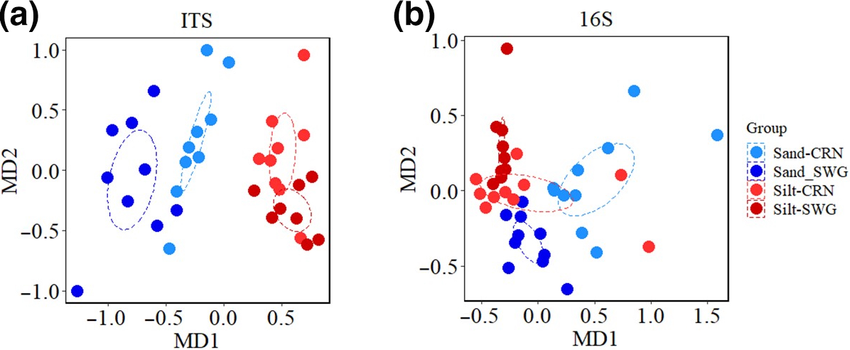 (a)
ITS
1.0
0.5
0.0
−0.5
−1.0
MD2
−1.0 −0.5 0.0 0.5
MD1
(b)
16S
1.0
0.5
0.0
−0.5
MD2
−0.5 0.0 0.5 1.0 1.5
MD1
Group
Sand-CRN
Sand_SWG
Silt-CRN
Silt-SWG